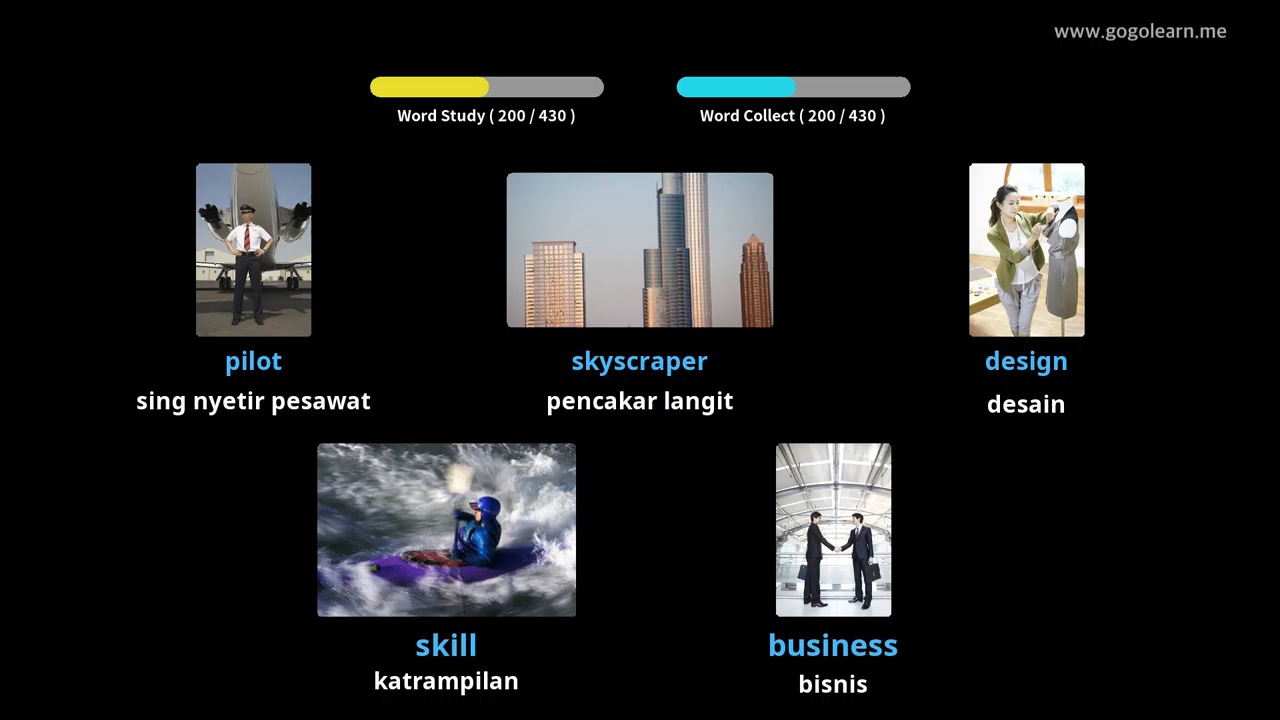 www.gogolearn.me
Word Study ( 200 / 430 )
Word Collect ( 200 / 430 )
pilot
sing nyetir pesawat
skyscraper
pencakar langit
design
desain
skill
katrampilan
business
bisnis